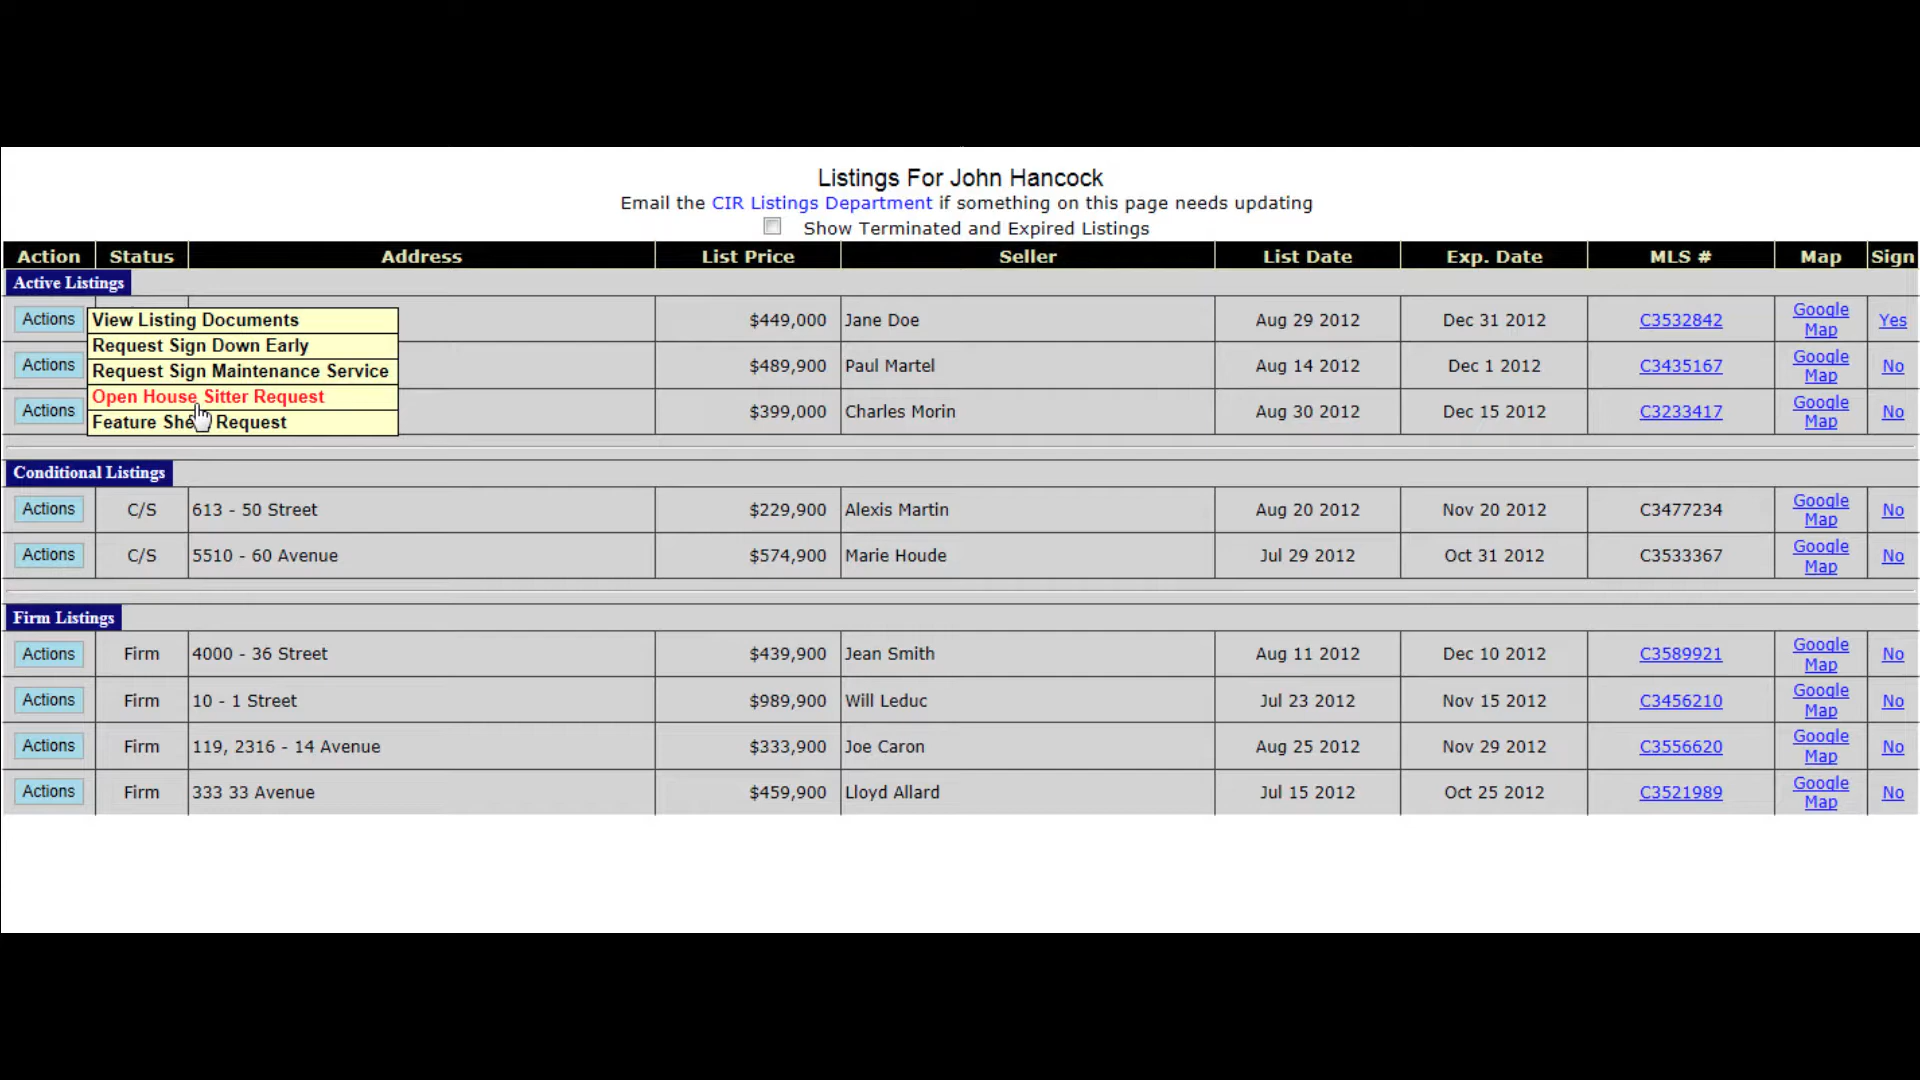 Listings For John Hancock
Email the CIR Listings Department if something on this page needs updating
Show Terminated and Expired Listings
Action Status Address List Price Seller List Date Exp. Date MLS # Map Sign
Active Listings
Actions View Listing Documents $449,000 Jane Doe Aug 29 2012 Dec 31 2012 C3532842 Google Map Yes
Request Sign Down Early
Actions $489,900 Paul Martel Aug 14 2012 Dec 1 2012 C3435167 Google Map No
Request Sign Maintenance Service
Open House Sitter Request
Actions $399,000 Charles Morin Aug 30 2012 Dec 15 2012 C3233417 Google Map No
Feature Sheet Request
Conditional Listings
Actions C/S 613 - 50 Street $229,900 Alexis Martin Aug 20 2012 Nov 20 2012 C3477234 Google Map No
Actions C/S 5510 - 60 Avenue $574,900 Marie Houde Jul 29 2012 Oct 31 2012 C3533367 Google Map No
Firm Listings
Actions Firm 4000 - 36 Street $439,900 Jean Smith Aug 11 2012 Dec 10 2012 C3589921 Google Map No
Actions Firm 10 - 1 Street $989,900 Will Leduc Jul 23 2012 Nov 15 2012 C3456210 Google Map No
Actions Firm 119, 2316 - 14 Avenue $333,900 Joe Caron Aug 25 2012 Nov 29 2012 C3556620 Google Map No
Actions Firm 333 33 Avenue $459,900 Lloyd Allard Jul 15 2012 Oct 25 2012 C3521989 Google Map No